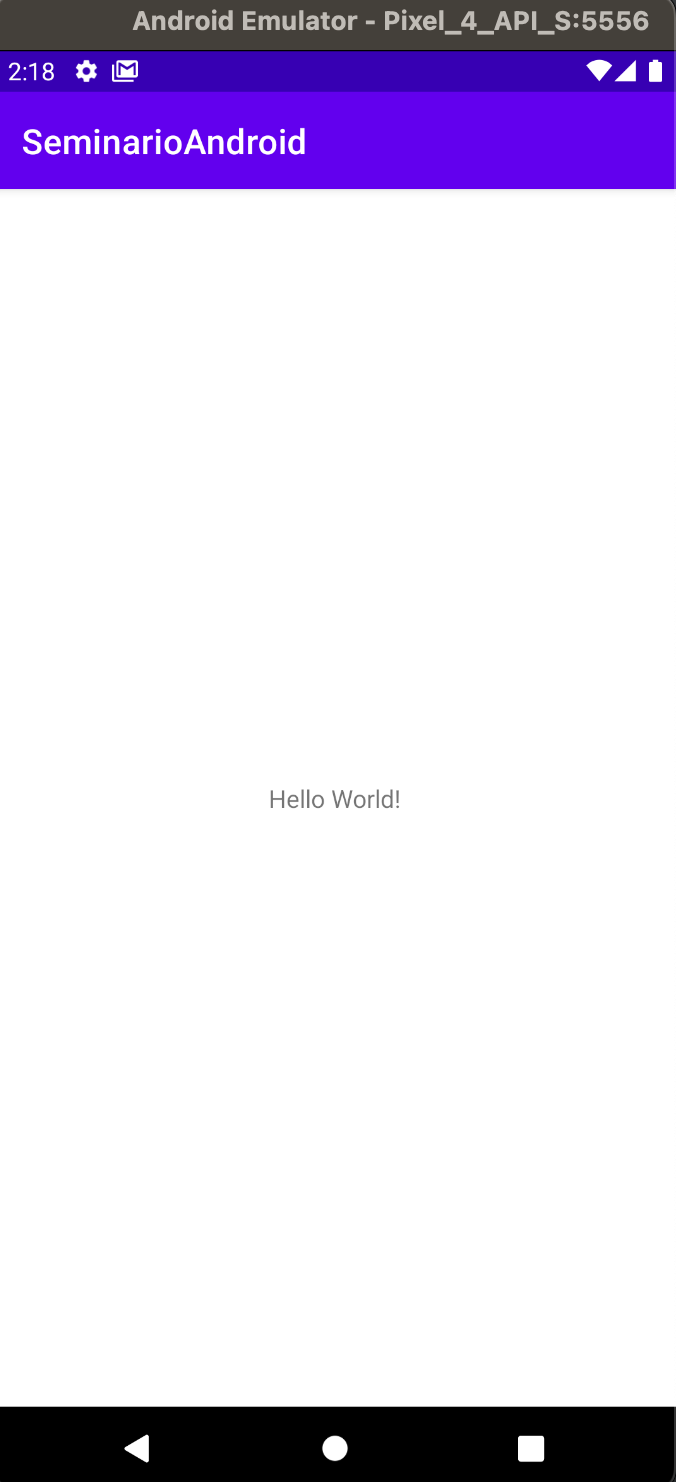 Android Emulator - Pixel_4_API_S:5556
2:18
SeminarioAndroid
Hello World!